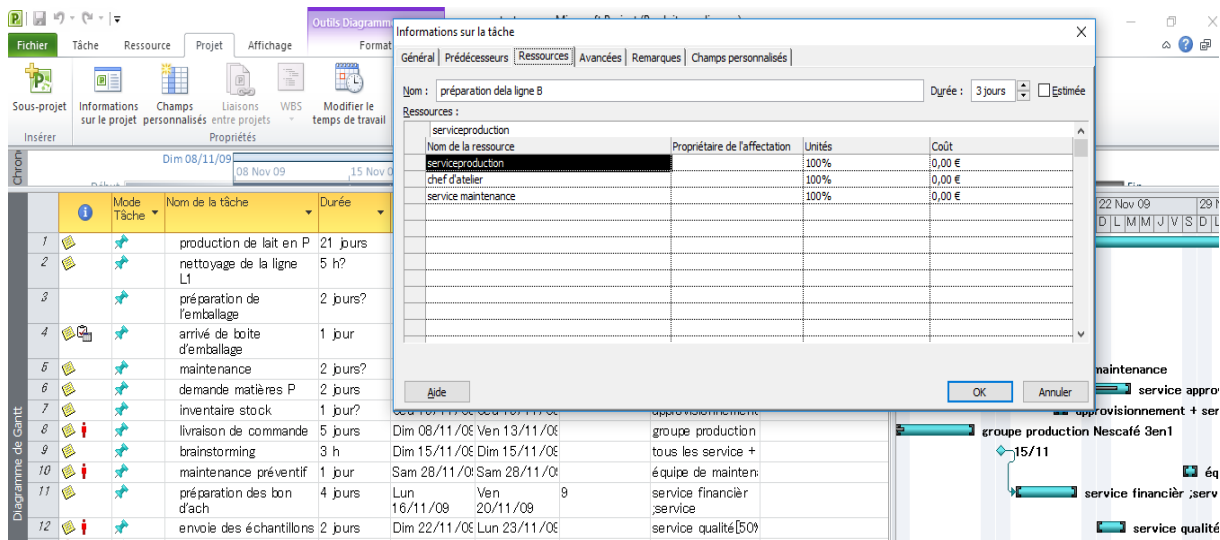 Outils Diagramme
Fichier Tâche Ressource Projet Affichage Format
Sous-projet Informations sur le projet Champs personnalisés Liaisons entre projets WBS Modifier le temps de travail
Insérer Propriétés
Informations sur la tâche
Général Prédécesseurs Ressources Avancées Remarques Champs personnalisés
Nom : préparation dela ligne B Durée : 3 jours Estimée
Ressources :
serviceproduction
Nom de la ressource Propriétaire de l'affectation Unités Coût
serviceproduction 100% 0,00 €
chef d'atelier 100% 0,00 €
service maintenance 100% 0,00 €
Aide OK Annuler
Dim 08/11/09
08 Nov 09 15 Nov 0
22 Nov 09 29 N
D L M M J V S D L
Mode Tâche Nom de la tâche Durée
1 production de lait en P 21 jours
2 nettoyage de la ligne L1 5 h?
3 préparation de l'emballage 2 jours?
4 arrivé de boite d'emballage 1 jour
5 maintenance 2 jours? maintenance
6 demande matières P 2 jours service appro
7 inventaire stock 1 jour? approvisionnement approvisionnement + ser
8 livraison de commande 5 jours Dim 08/11/09 Ven 13/11/09 groupe production groupe production Nescafé 3en1
9 brainstorming 3 h Dim 15/11/09 Dim 15/11/09 tous les service + 15/11
10 maintenance préventif 1 jour Sam 28/11/0 Sam 28/11/0 équipe de mainten éq
11 préparation des bon d'ach 4 jours Lun 16/11/09 Ven 20/11/09 9 service financièr ;service service financièr ;serv
12 envoie des échantillons 2 jours Dim 22/11/09 Lun 23/11/09 service qualité[50% service qualité
Diagramme de Gantt
Chron